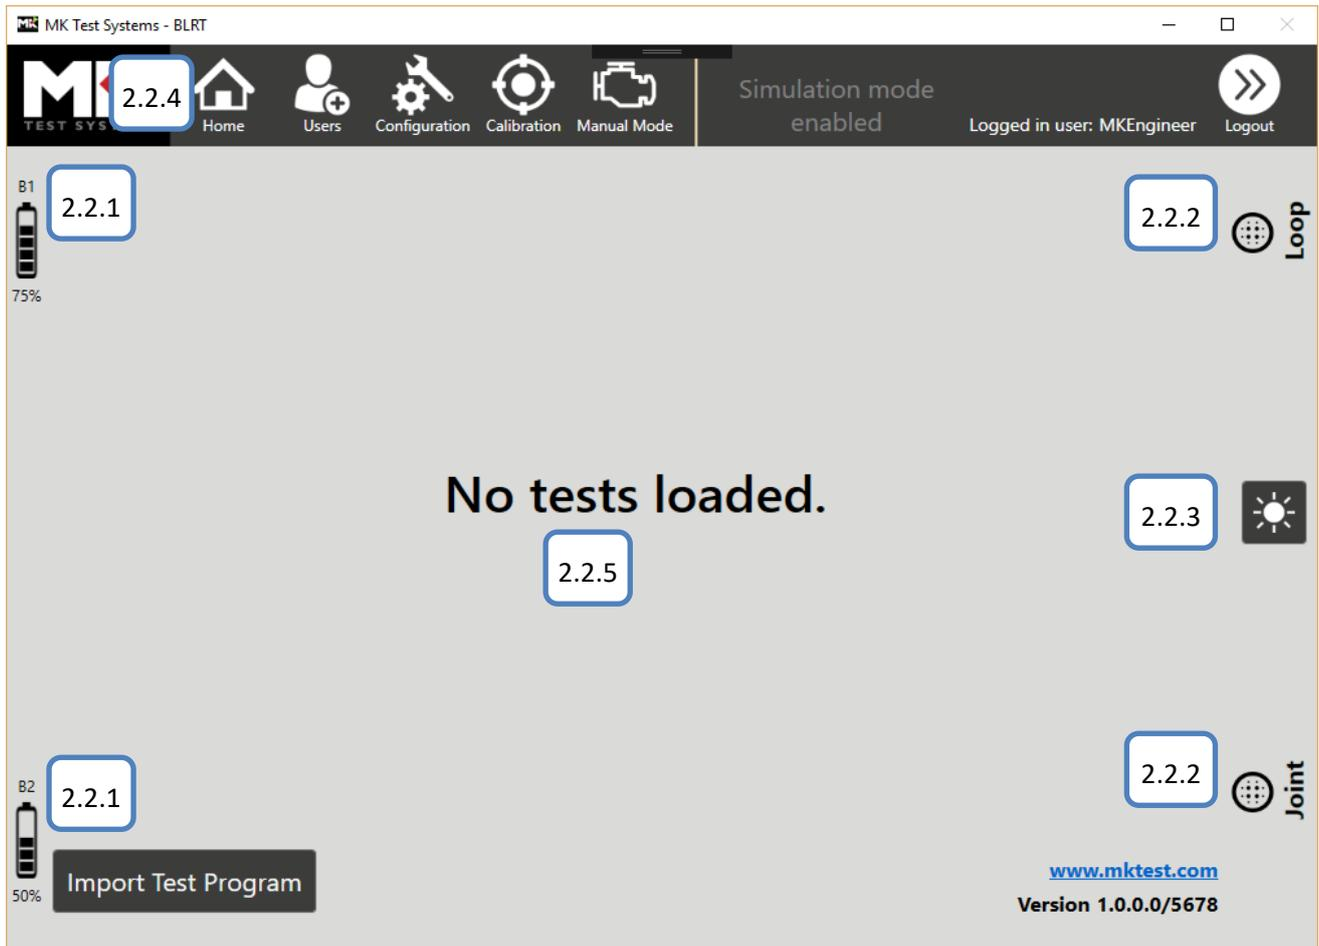 MK Test Systems - BLRT
MK
TEST SYS
2.2.4
Home
Users
Configuration
Calibration
Manual Mode
Simulation mode
enabled
Logged in user: MKEngineer
Logout
B1
2.2.1
75%
2.2.2
Loop
No tests loaded.
2.2.3
2.2.5
B2
2.2.1
50%
2.2.2
Joint
Import Test Program
www.mktest.com
Version 1.0.0.0/5678